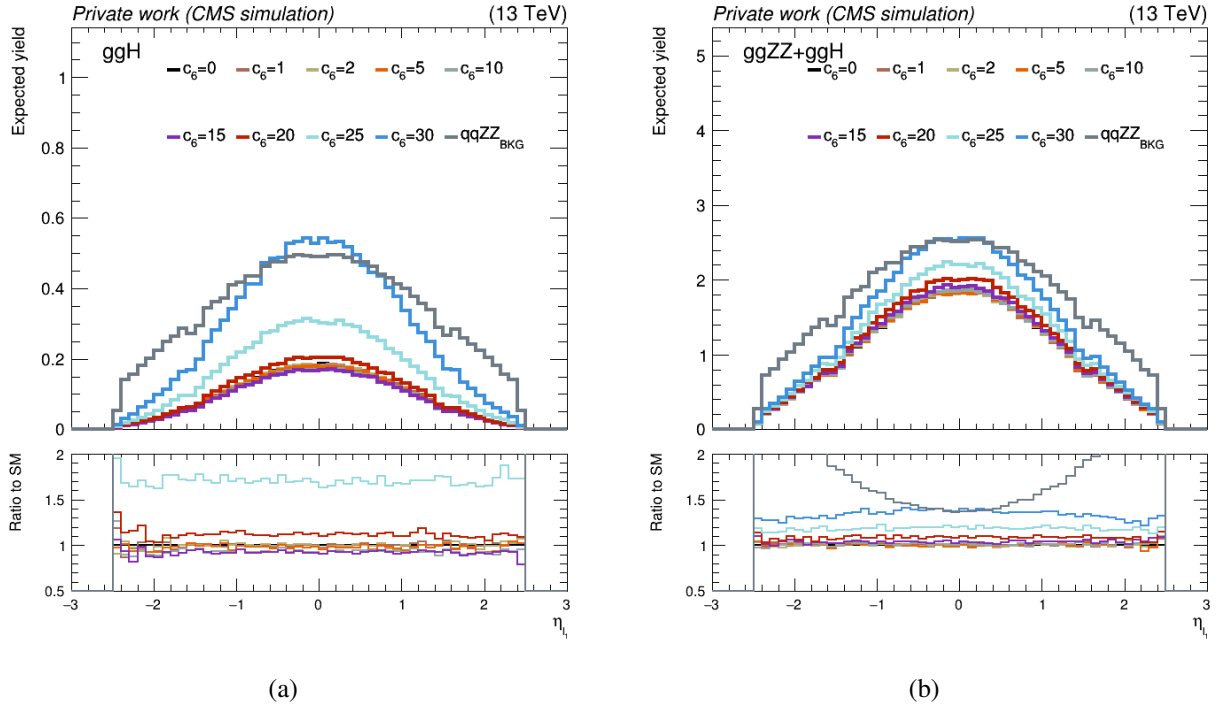 Private work (CMS simulation) (13 TeV)
Expected yield
ggH
c6=0 c6=1 c6=2 c6=5 c6=10
c6=15 c6=20 c6=25 c6=30 qqZZBKG
1
0.8
0.6
0.4
0.2
0
Ratio to SM
2
1.5
1
0.5
−3 −2 −1 0 1 2 3
ηl1
(a)
Private work (CMS simulation) (13 TeV)
Expected yield
ggZZ+ggH
c6=0 c6=1 c6=2 c6=5 c6=10
c6=15 c6=20 c6=25 c6=30 qqZZBKG
5
4
3
2
1
0
Ratio to SM
2
1.5
1
0.5
−3 −2 −1 0 1 2 3
ηl1
(b)